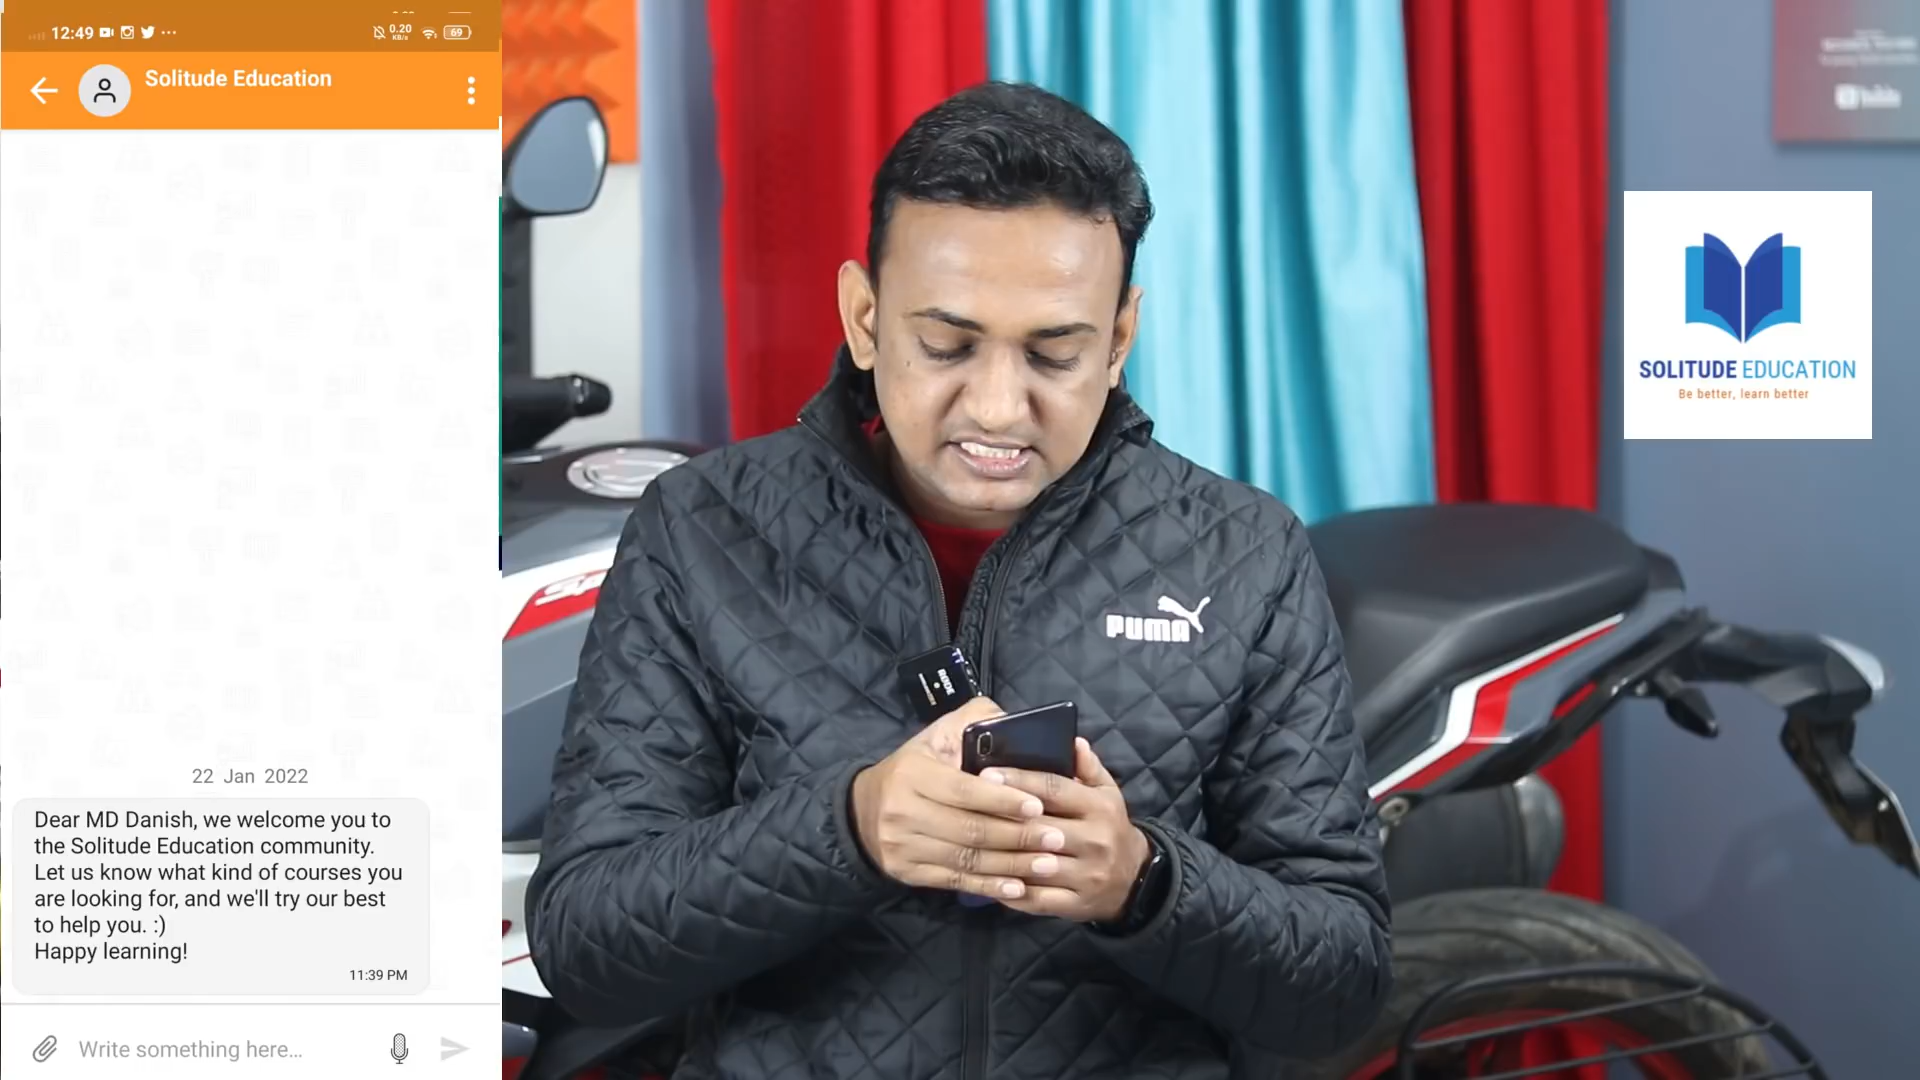 12:49
0.20
KB/s
69
Solitude Education
22 Jan 2022
Dear MD Danish, we welcome you to
the Solitude Education community.
Let us know what kind of courses you
are looking for, and we'll try our best
to help you. :)
Happy learning!
11:39 PM
Write something here...
SOLITUDE EDUCATION
Be better, learn better
PUMA
RODE